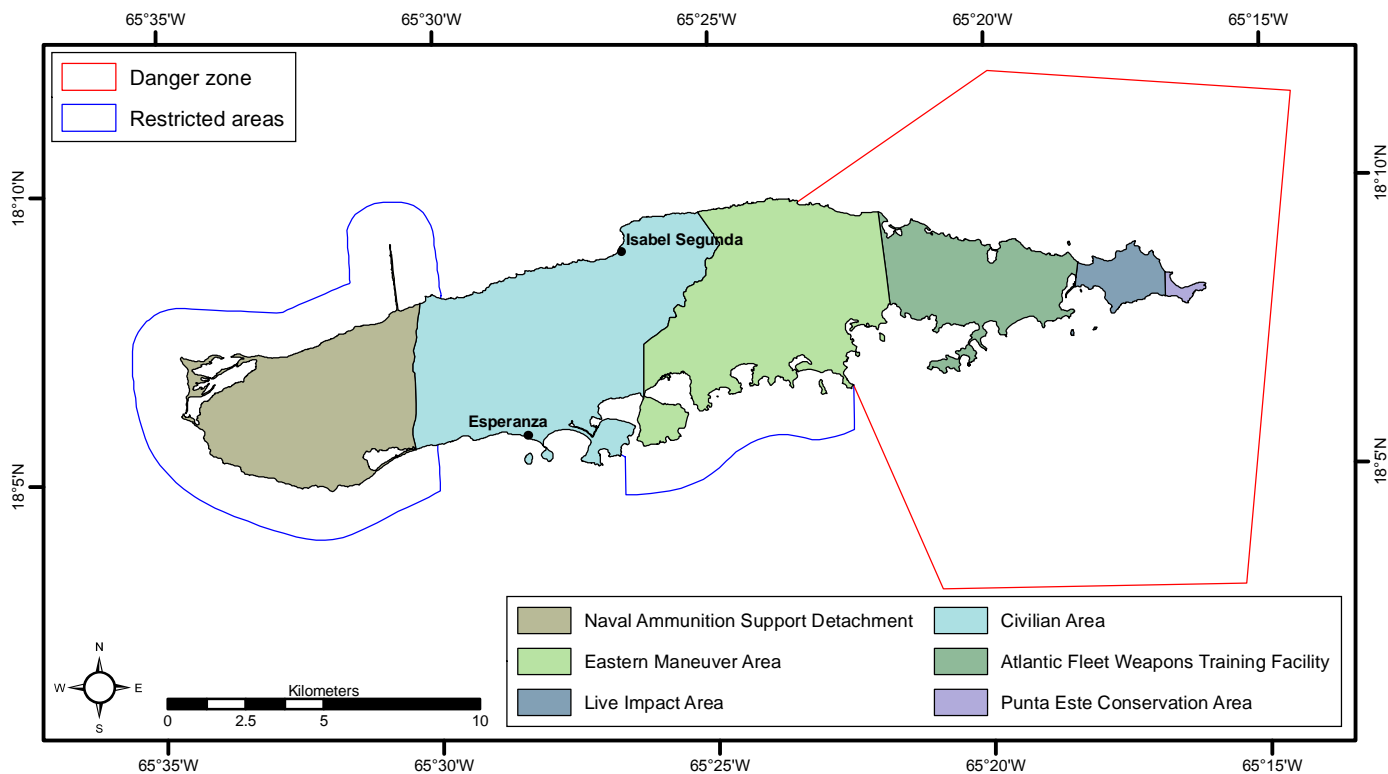 65°35'W 65°30'W 65°25'W 65°20'W 65°15'W
Danger zone
Restricted areas
18°10'N
18°10'N
Isabel Segunda
Esperanza
18°5'N
18°5'N
Naval Ammunition Support Detachment
Civilian Area
Eastern Maneuver Area
Atlantic Fleet Weapons Training Facility
Live Impact Area
Punta Este Conservation Area
N
W E
S
Kilometers
0 2.5 5 10
65°35'W 65°30'W 65°25'W 65°20'W 65°15'W